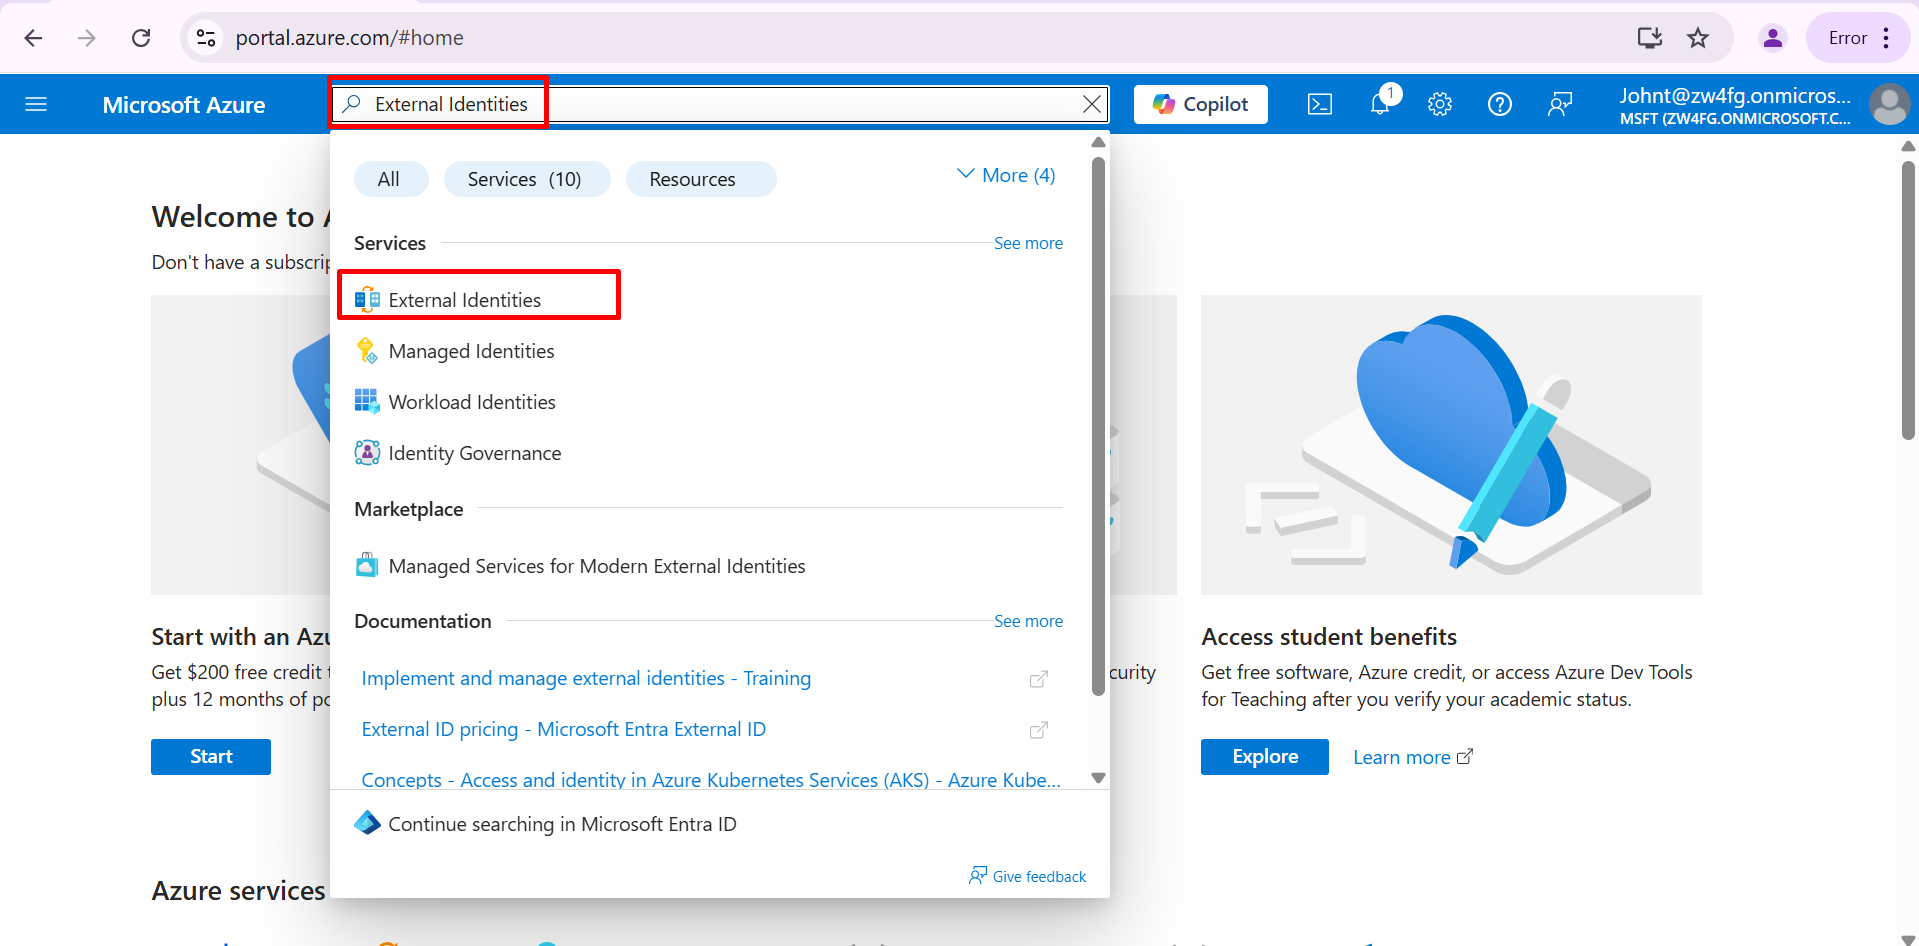 portal.azure.com/#home
Error
Microsoft Azure
External Identities
Copilot
1
Johnt@zw4fg.onmicros...
MSFT (ZW4FG.ONMICROSOFT.C...
All
Services (10)
Resources
More (4)
Welcome to
Don't have a subscrip
Services
See more
External Identities
Managed Identities
Workload Identities
Identity Governance
Marketplace
Managed Services for Modern External Identities
Documentation
See more
Implement and manage external identities - Training
External ID pricing - Microsoft Entra External ID
Concepts - Access and identity in Azure Kubernetes Services (AKS) - Azure Kube...
Continue searching in Microsoft Entra ID
Give feedback
Start with an Azu
Get $200 free credit
plus 12 months of po
Start
curity
Access student benefits
Get free software, Azure credit, or access Azure Dev Tools
for Teaching after you verify your academic status.
Explore
Learn more
Azure services